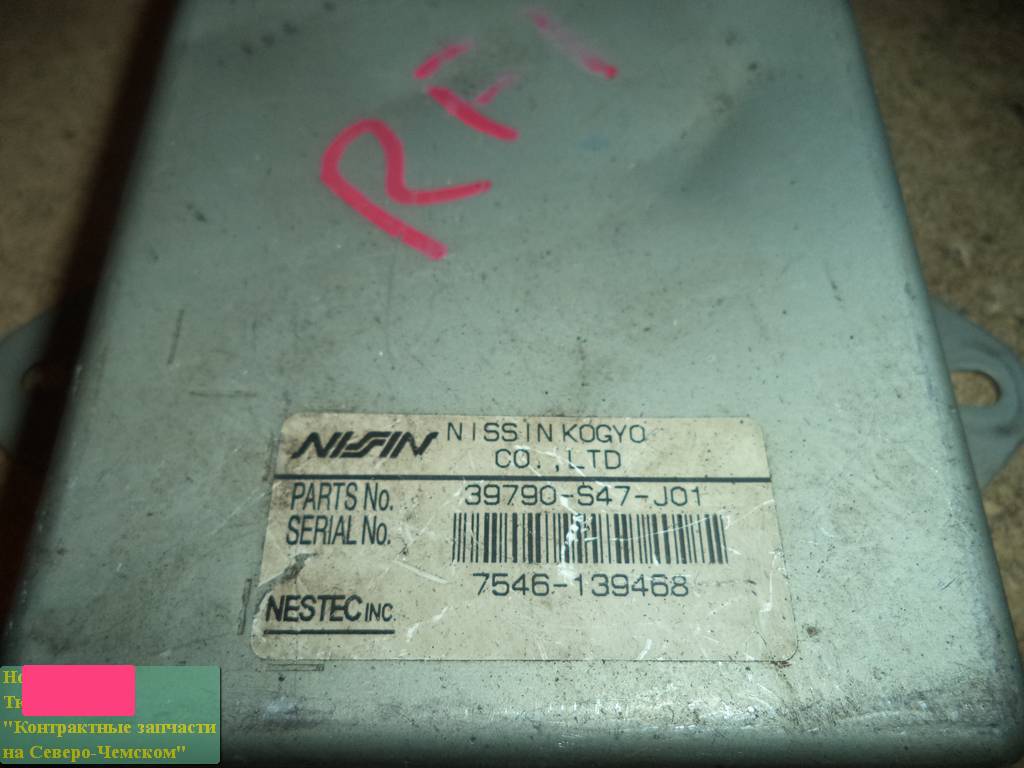 RF1
NISSIN NISSIN KOGYO
CO.,LTD
PARTS No. 39790-S47-J01
SERIAL No.
7546-139468
NESTEC INC.
"Контрактные запчасти
на Северо-Чемском"